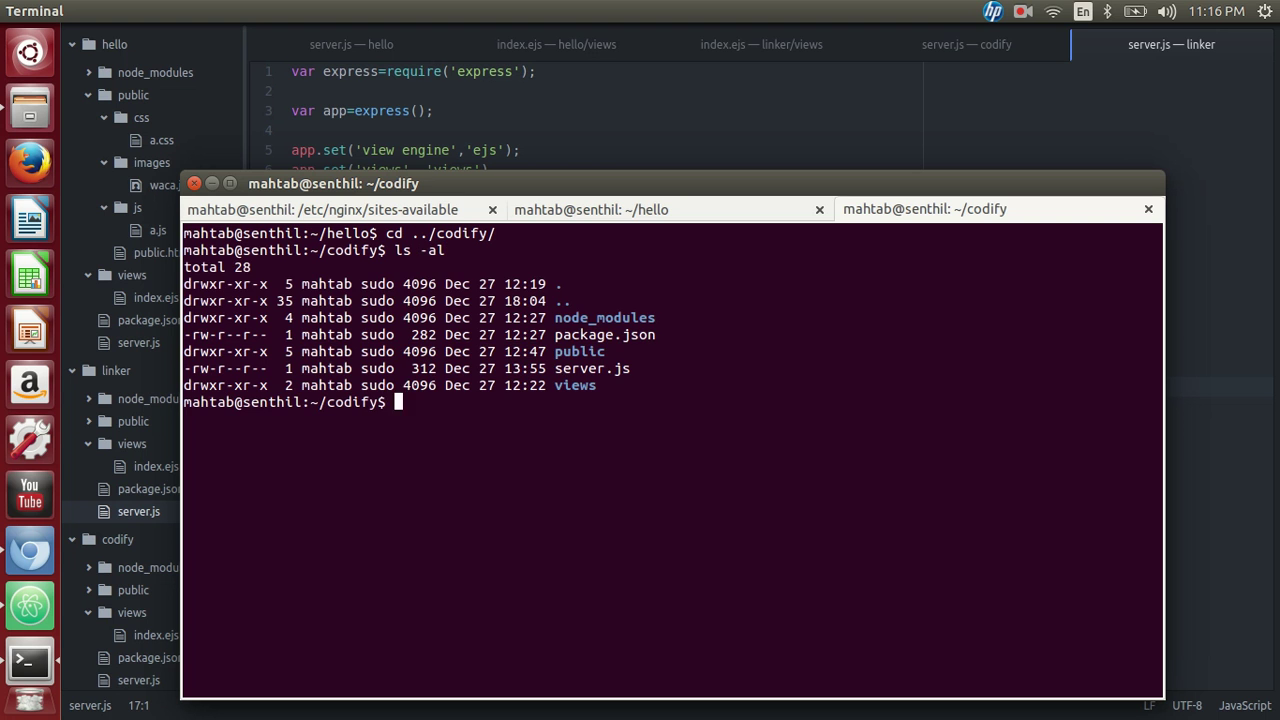 Terminal
hp
En
11:16 PM
hello
node_modules
public
css
a.css
images
waca.
js
a.js
public.ht
views
index.ejs
package.json
server.js
linker
node_modu
public
views
index.ejs
package.json
server.js
codify
node_modu
public
views
index.ejs
package.json
server.js
server.js — hello
index.ejs — hello/views
index.ejs — linker/views
server.js — codify
server.js — linker
1 var express=require('express');
2
3 var app=express();
4
5 app.set('view engine','ejs');
mahtab@senthil: ~/codify
mahtab@senthil: /etc/nginx/sites-available
mahtab@senthil: ~/hello
mahtab@senthil: ~/codify
mahtab@senthil:~/hello$ cd ../codify/
mahtab@senthil:~/codify$ ls -al
total 28
drwxr-xr-x 5 mahtab sudo 4096 Dec 27 12:19 .
drwxr-xr-x 35 mahtab sudo 4096 Dec 27 18:04 ..
drwxr-xr-x 4 mahtab sudo 4096 Dec 27 12:27 node_modules
-rw-r--r-- 1 mahtab sudo 282 Dec 27 12:27 package.json
drwxr-xr-x 5 mahtab sudo 4096 Dec 27 12:47 public
-rw-r--r-- 1 mahtab sudo 312 Dec 27 13:55 server.js
drwxr-xr-x 2 mahtab sudo 4096 Dec 27 12:22 views
mahtab@senthil:~/codify$
You
Tube
server.js 17:1
LF UTF-8 JavaScript